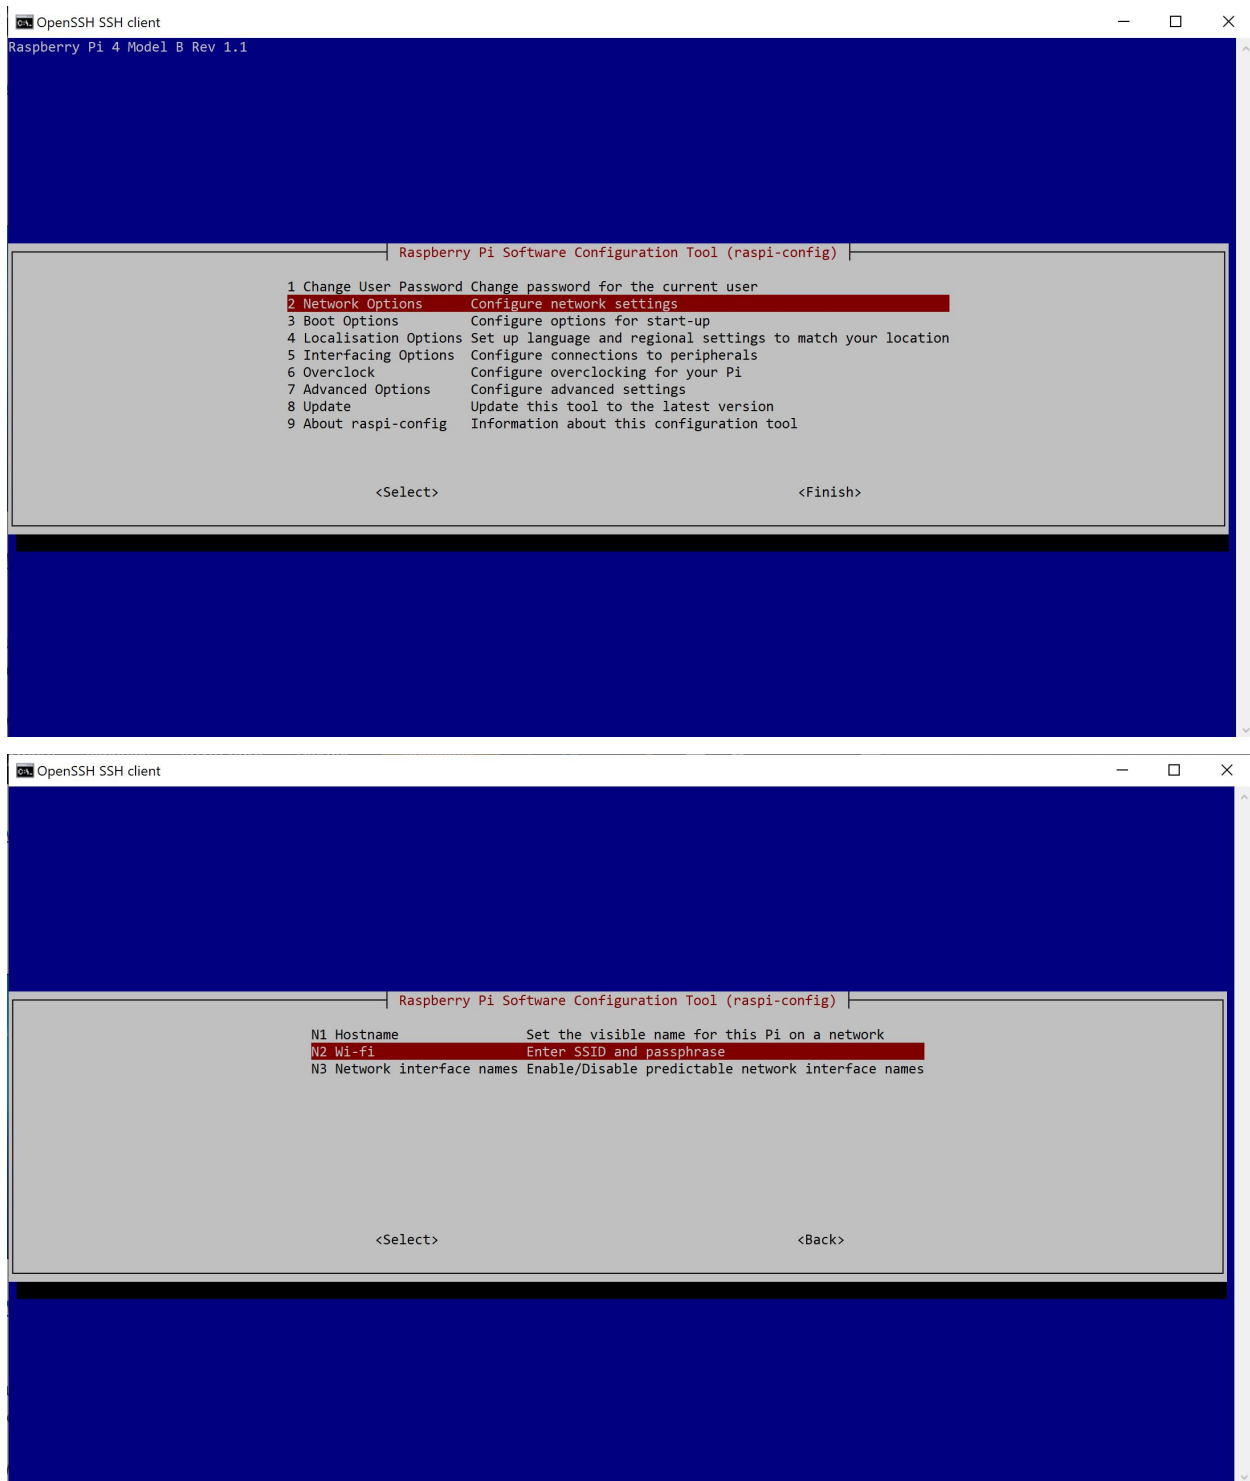 OpenSSH SSH client
Raspberry Pi 4 Model B Rev 1.1
Raspberry Pi Software Configuration Tool (raspi-config)
1 Change User Password Change password for the current user
2 Network Options Configure network settings
3 Boot Options Configure options for start-up
4 Localisation Options Set up language and regional settings to match your location
5 Interfacing Options Configure connections to peripherals
6 Overclock Configure overclocking for your Pi
7 Advanced Options Configure advanced settings
8 Update Update this tool to the latest version
9 About raspi-config Information about this configuration tool
<Select> <Finish>
OpenSSH SSH client
Raspberry Pi Software Configuration Tool (raspi-config)
N1 Hostname Set the visible name for this Pi on a network
N2 Wi-fi Enter SSID and passphrase
N3 Network interface names Enable/Disable predictable network interface names
<Select> <Back>